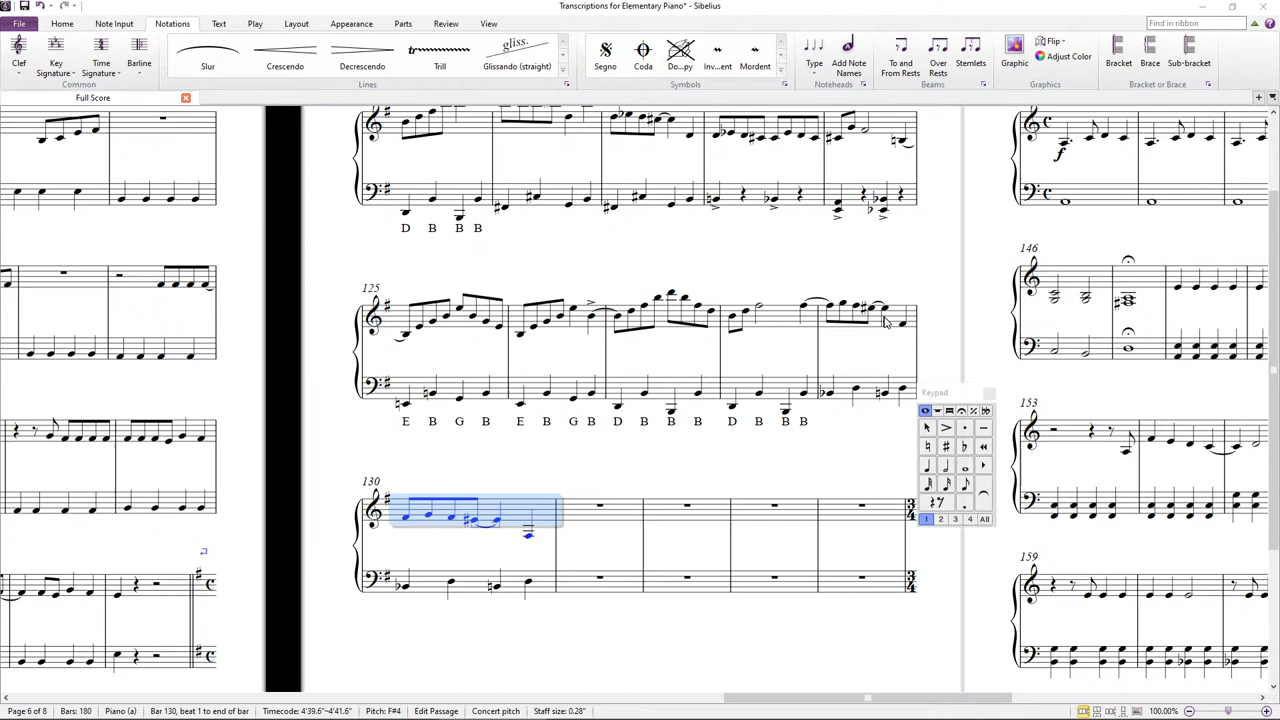 Transcriptions for Elementary Piano* - Sibelius
File Home Note Input Notations Text Play Layout Appearance Parts Review View
Find in ribbon
gliss.
Clef Key Signature Time Signature Barline Slur Crescendo Decrescendo Trill Glissando (straight) Segno Coda Do...py Inv...ent Mordent Type Add Note Names To and From Rests Over Rests Stemlets Graphic Flip Adjust Color Bracket Brace Sub-bracket
Common Lines Symbols Noteheads Beams Graphics Bracket or Brace
Full Score
f
D B B B
146
125
Keypad
E B G B E B G B D B B B D B B B
153
1 2 3 4 All
130
3 4
3 4
159
Page 6 of 8 Bars: 180 Piano (a) Bar 130, beat 1 to end of bar Timecode: 4'39.6"~4'41.6" Pitch: F#4 Edit Passage Concert pitch Staff size: 0.28" 100.00%